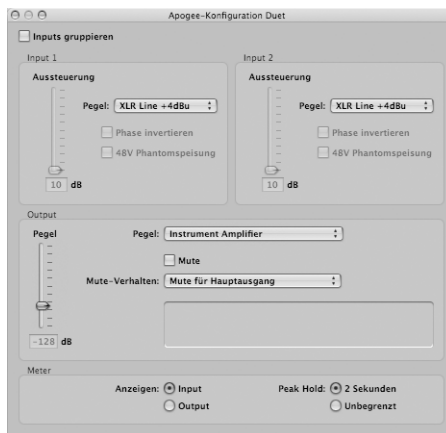 Apogee-Konfiguration Duet
Inputs gruppieren
Input 1
Aussteuerung
Pegel: XLR Line +4dBu
Phase invertieren
48V Phantomspeisung
10 dB
Input 2
Aussteuerung
Pegel: XLR Line +4dBu
Phase invertieren
48V Phantomspeisung
10 dB
Output
Pegel
Pegel: Instrument Amplifier
Mute
Mute-Verhalten: Mute für Hauptausgang
-128 dB
Meter
Anzeigen: Input
Output
Peak Hold: 2 Sekunden
Unbegrenzt